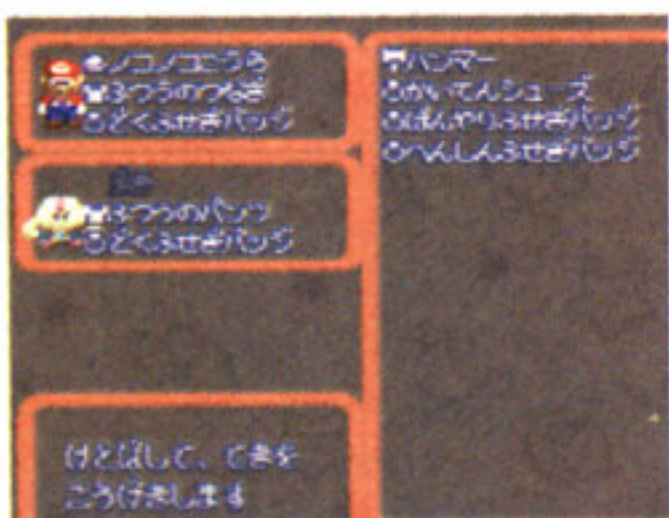 ノコノコこうら
ふつうのつなぎ
どくふせぎバッジ
ふつうのパンツ
どくふせぎバッジ
けとばして、てきを
こうげきします
ハンマー
かいてんシューズ
ぼんやりふせぎバッジ
へんしんふせぎバッジ